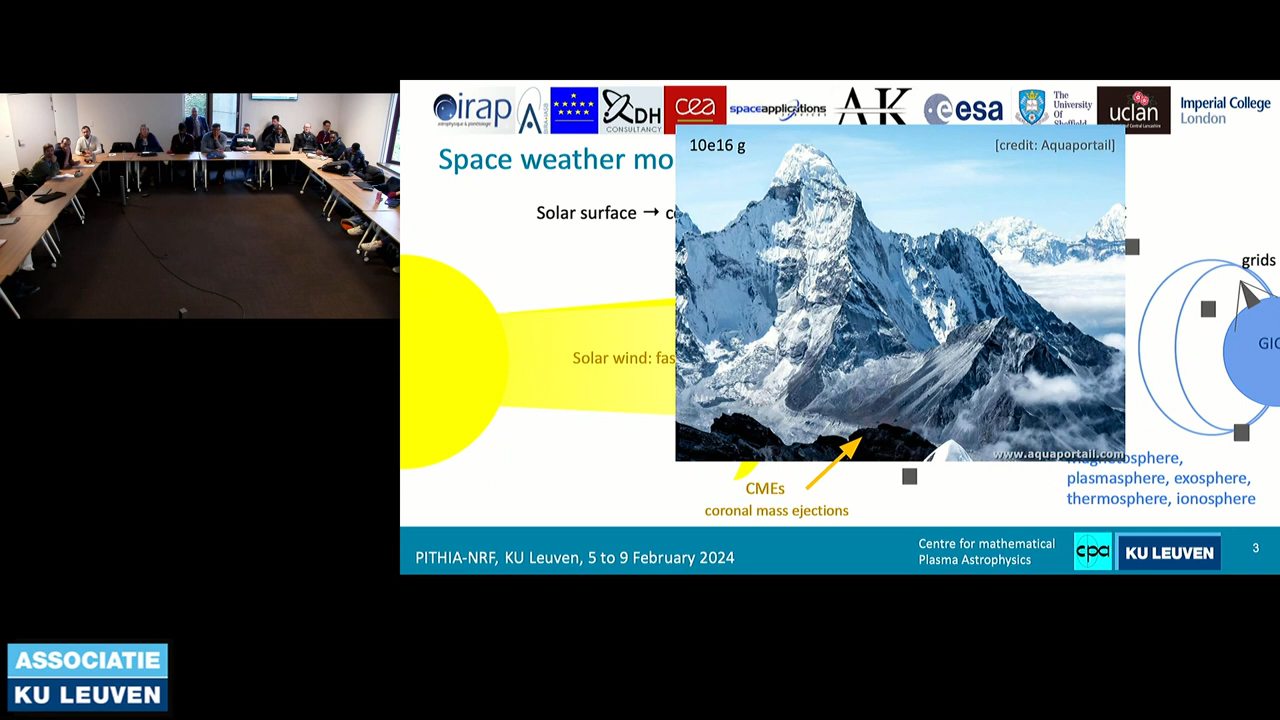 irap
DH
CONSULTANCY
cea
spaceapplications
AK
esa
The
University
Of
Sheffield
uclan
Imperial College
London
Space weather mo
10e16 g
[credit: Aquaportail]
Solar surface → c
grids
Solar wind: fas
GIC
www.aquaportail.com
magnetosphere,
plasmasphere, exosphere,
thermosphere, ionosphere
CMEs
coronal mass ejections
PITHIA-NRF, KU Leuven, 5 to 9 February 2024
Centre for mathematical
Plasma Astrophysics
cpa
KU LEUVEN
3
ASSOCIATIE
KU LEUVEN